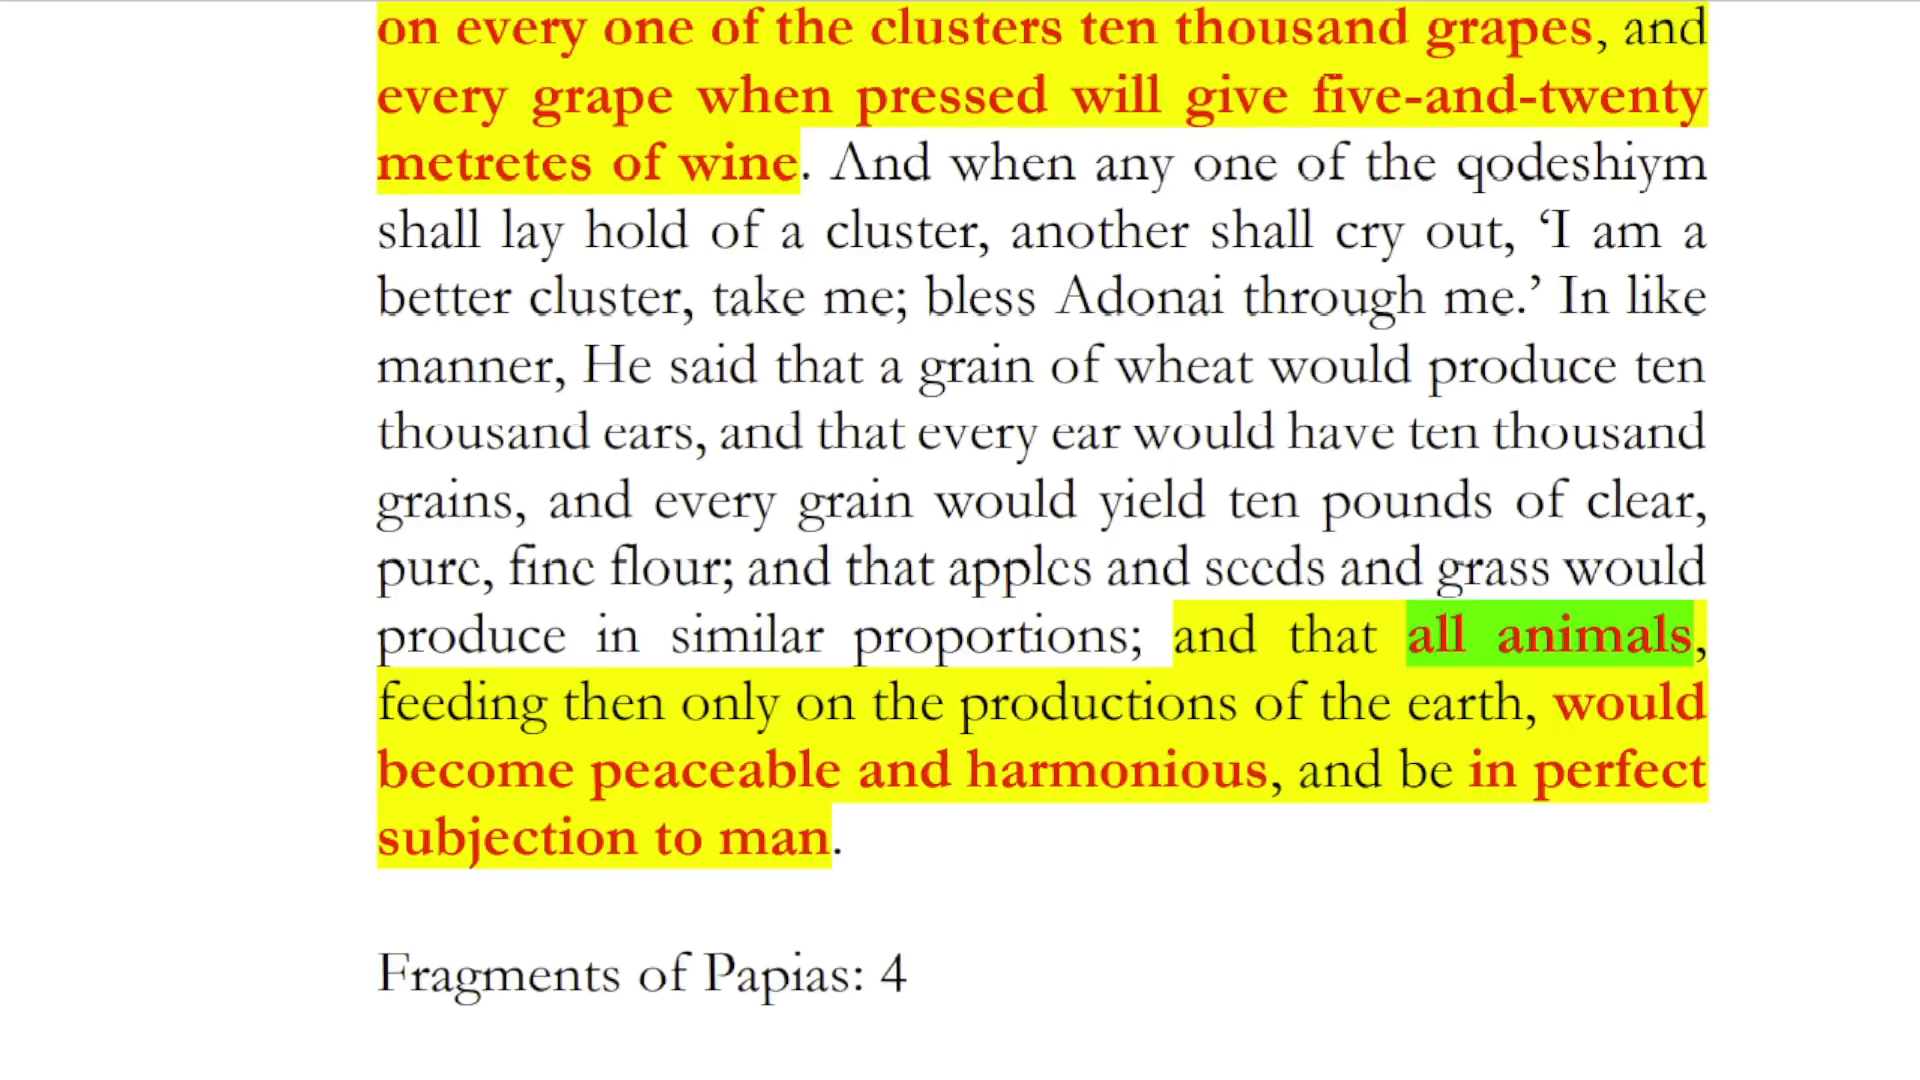 on every one of the clusters ten thousand grapes, and
every grape when pressed will give five-and-twenty
metretes of wine. And when any one of the qodeshiym
shall lay hold of a cluster, another shall cry out, ‘I am a
better cluster, take me; bless Adonai through me.’ In like
manner, He said that a grain of wheat would produce ten
thousand ears, and that every ear would have ten thousand
grains, and every grain would yield ten pounds of clear,
pure, fine flour; and that apples and seeds and grass would
produce in similar proportions; and that all animals,
feeding then only on the productions of the earth, would
become peaceable and harmonious, and be in perfect
subjection to man.
Fragments of Papias: 4